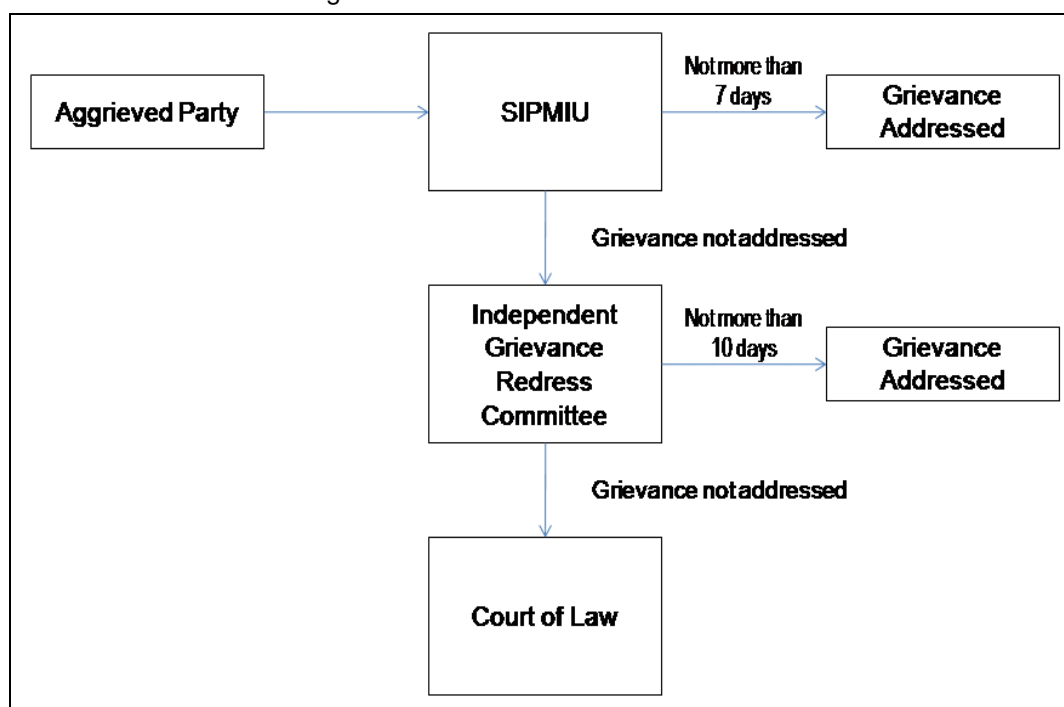 Aggrieved Party
SIPMIU
Not more than
7 days
Grievance
Addressed
Grievance not addressed
Independent
Grievance
Redress
Committee
Not more than
10 days
Grievance
Addressed
Grievance not addressed
Court of Law